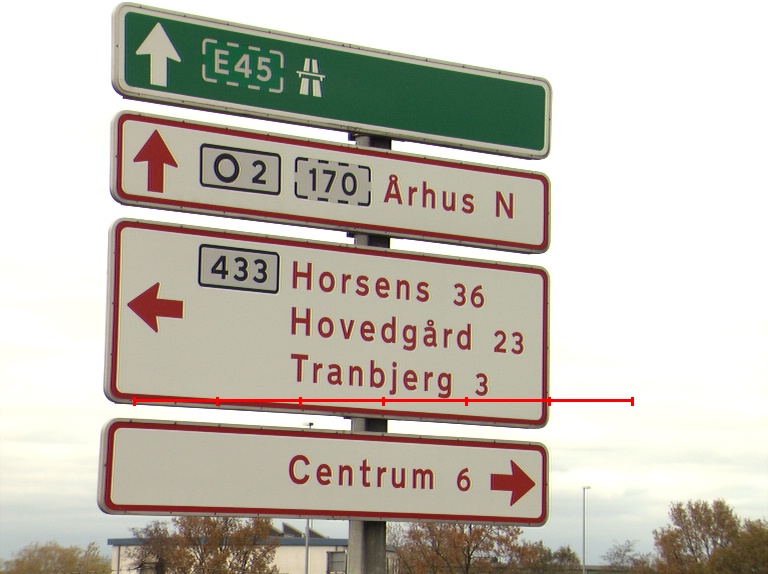 E45
O 2 170 Århus N
433 Horsens 36
Hovedgård 23
Tranbjerg 3
Centrum 6